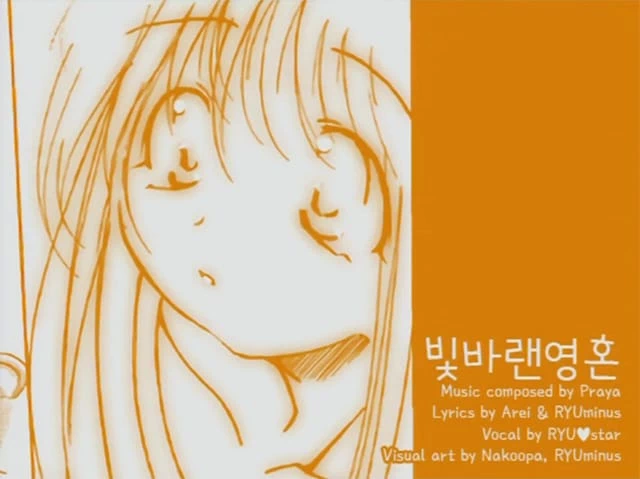 빛바랜영혼
Music composed by Praya
Lyrics by Arei & RYUminus
Vocal by RYU♥star
Visual art by Nakoopa, RYUminus